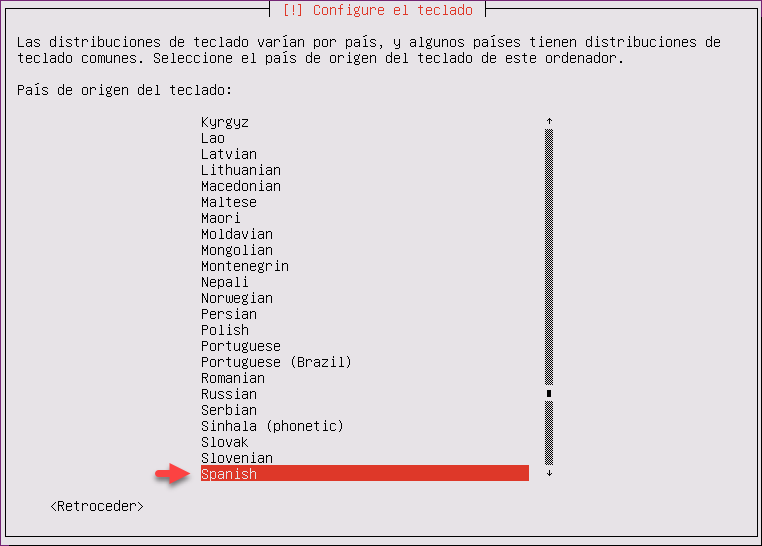 [!] Configure el teclado
Las distribuciones de teclado varían por país, y algunos países tienen distribuciones de
teclado comunes. Seleccione el país de origen del teclado de este ordenador.
País de origen del teclado:
Kyrgyz
Lao
Latvian
Lithuanian
Macedonian
Maltese
Maori
Moldavian
Mongolian
Montenegrin
Nepali
Norwegian
Persian
Polish
Portuguese
Portuguese (Brazil)
Romanian
Russian
Serbian
Sinhala (phonetic)
Slovak
Slovenian
Spanish
<Retroceder>